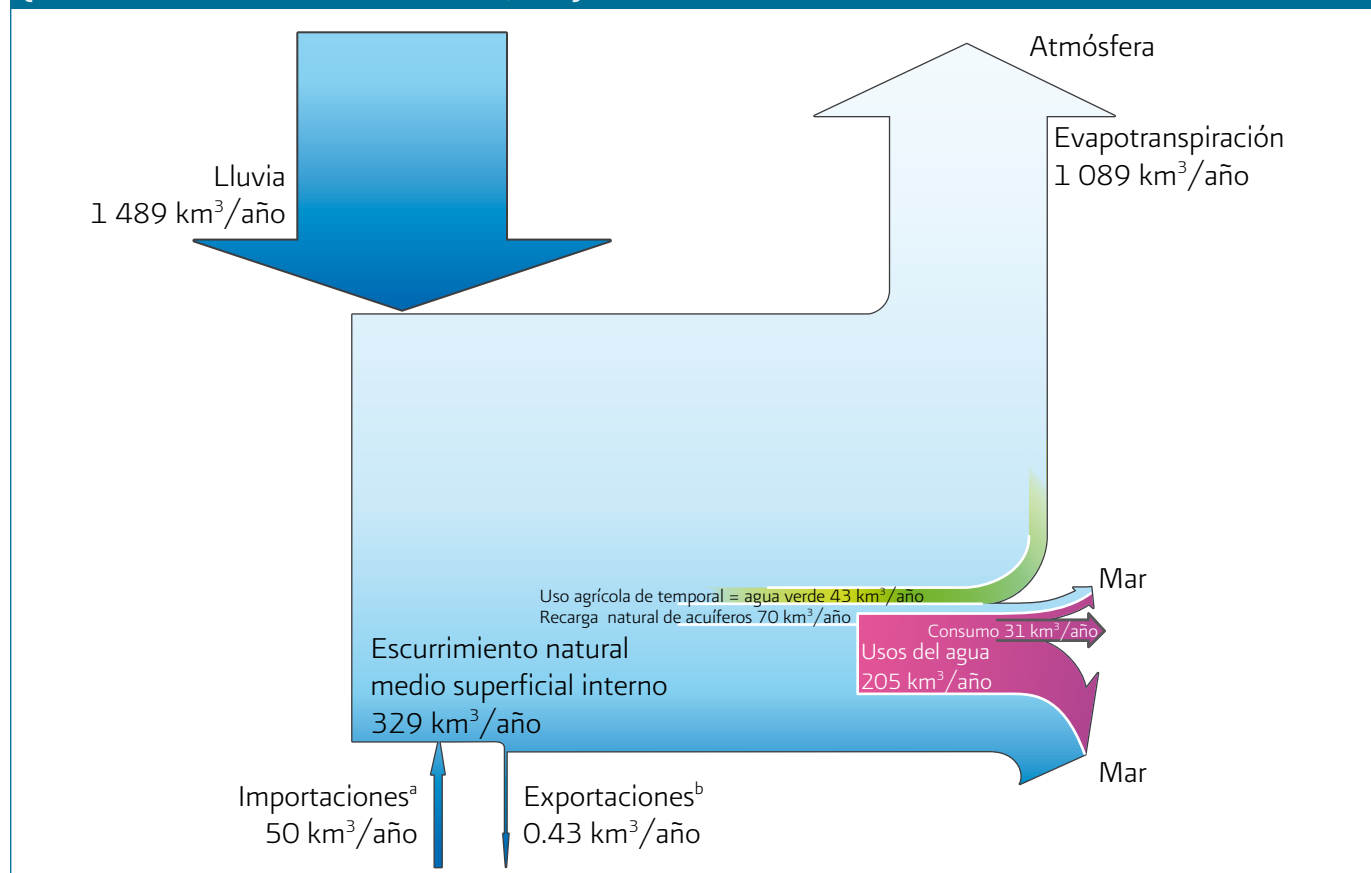 Atmósfera
Evapotranspiración
1 089 km³/año
Lluvia
1 489 km³/año
Mar
Uso agrícola de temporal = agua verde 43 km³/año
Recarga natural de acuíferos 70 km³/año
Consumo 31 km³/año
Usos del agua
205 km³/año
Escurrimiento natural
medio superficial interno
329 km³/año
Mar
Importacionesᵃ
50 km³/año
Exportacionesᵇ
0.43 km³/año